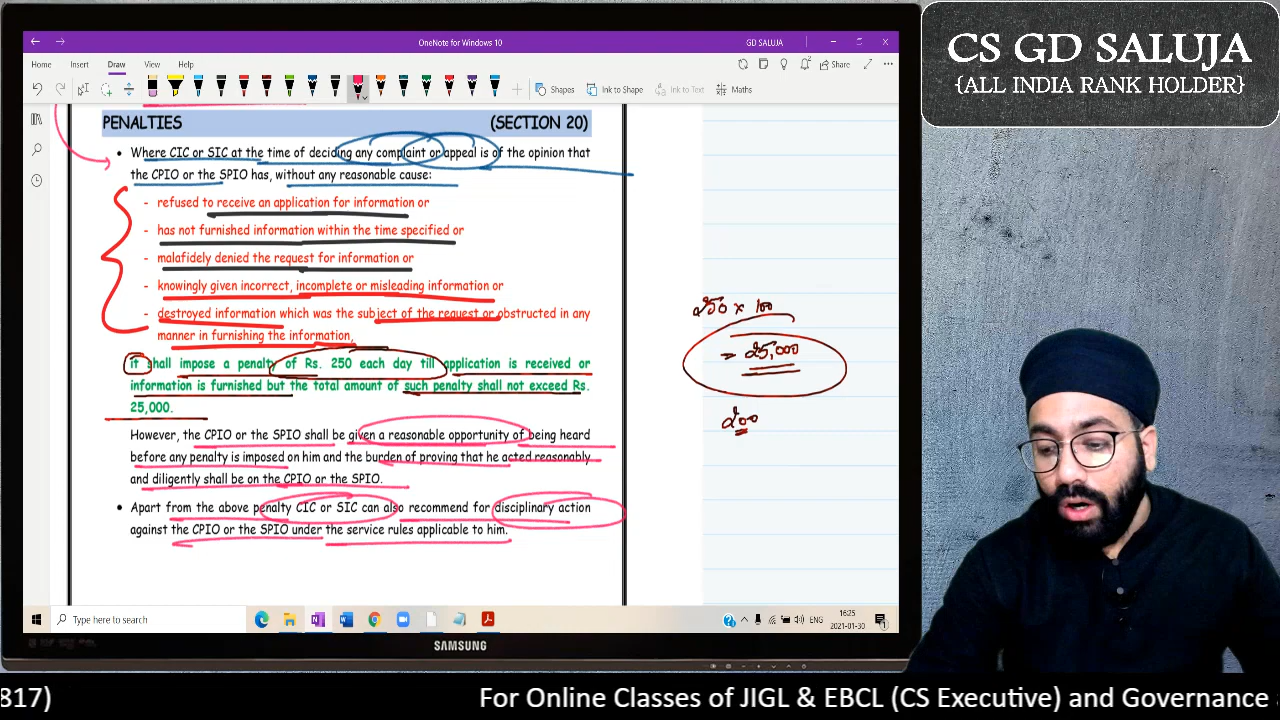 OneNote for Windows 10
GD SALUJA
Home Insert Draw View Help
Share
Shapes Ink to Shape Ink to Text Maths
PENALTIES (SECTION 20)
• Where CIC or SIC at the time of deciding any complaint or appeal is of the opinion that
the CPIO or the SPIO has, without any reasonable cause:
- refused to receive an application for information or
- has not furnished information within the time specified or
- malafidely denied the request for information or
- knowingly given incorrect, incomplete or misleading information or
- destroyed information which was the subject of the request or obstructed in any
manner in furnishing the information,
it shall impose a penalty of Rs. 250 each day till application is received or
information is furnished but the total amount of such penalty shall not exceed Rs.
25,000.
However, the CPIO or the SPIO shall be given a reasonable opportunity of being heard
before any penalty is imposed on him and the burden of proving that he acted reasonably
and diligently shall be on the CPIO or the SPIO.
• Apart from the above penalty CIC or SIC can also recommend for disciplinary action
against the CPIO or the SPIO under the service rules applicable to him.
250 x 100
= 25,000
200
Type here to search
ENG
16:25
2021-01-30
SAMSUNG
CS GD SALUJA
{ALL INDIA RANK HOLDER}
817) For Online Classes of JIGL & EBCL (CS Executive) and Governance